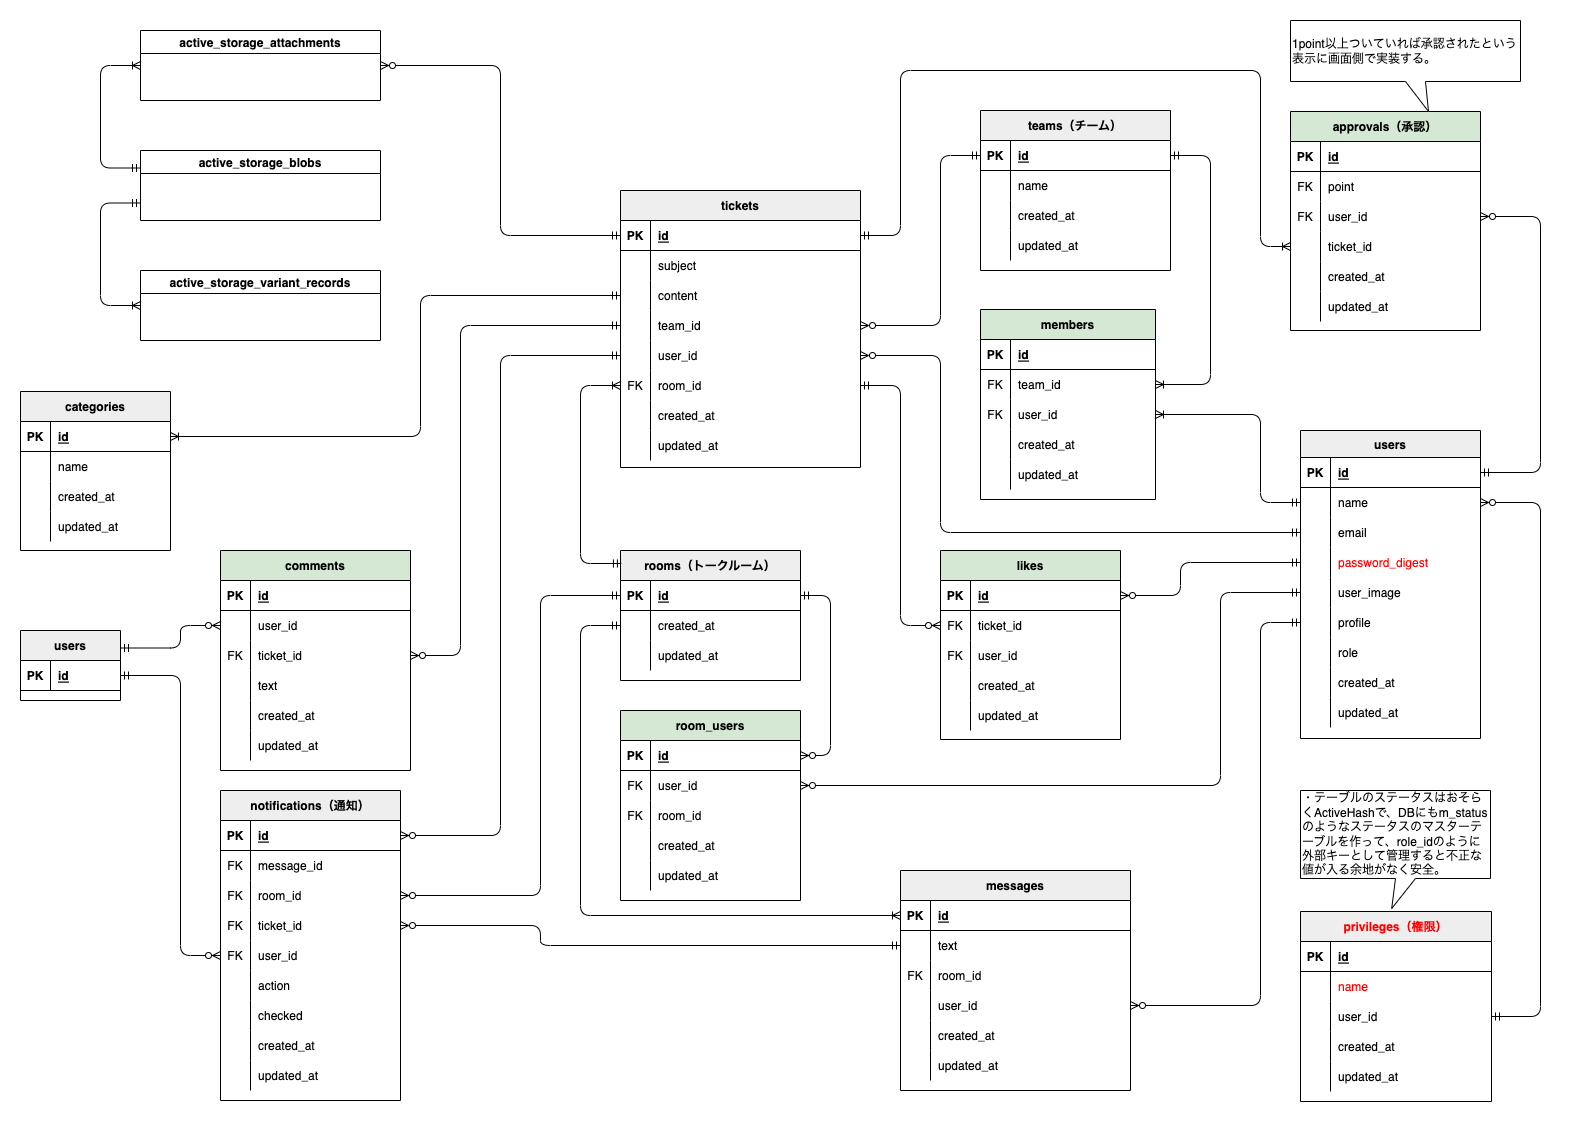 active_storage_attachments
active_storage_blobs
active_storage_variant_records
categories
PK id
name
created_at
updated_at
users
PK id
comments
PK id
user_id
FK ticket_id
text
created_at
updated_at
notifications（通知）
PK id
FK message_id
FK room_id
FK ticket_id
FK user_id
action
checked
created_at
updated_at
tickets
PK id
subject
content
team_id
user_id
FK room_id
created_at
updated_at
rooms（トークルーム）
PK id
created_at
updated_at
room_users
PK id
FK user_id
FK room_id
created_at
updated_at
teams（チーム）
PK id
name
created_at
updated_at
members
PK id
FK team_id
FK user_id
created_at
updated_at
likes
PK id
FK ticket_id
FK user_id
created_at
updated_at
messages
PK id
text
FK room_id
user_id
created_at
updated_at
1point以上ついていれば承認されたという
表示に画面側で実装する。
approvals（承認）
PK id
FK point
FK user_id
ticket_id
created_at
updated_at
users
PK id
name
email
password_digest
user_image
profile
role
created_at
updated_at
・テーブルのステータスはおそら
くActiveHashで、DBにもm_status
のようなステータスのマスターテ
ーブルを作って、role_idのように
外部キーとして管理すると不正な
値が入る余地がなく安全。
privileges（権限）
PK id
name
user_id
created_at
updated_at